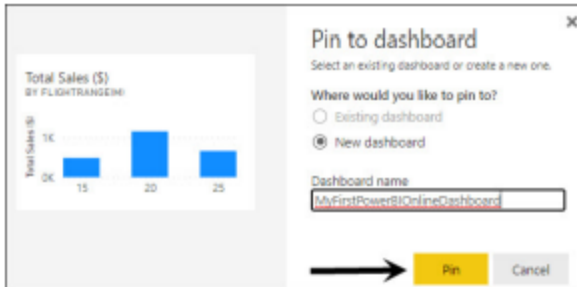 Pin to dashboard
Select an existing dashboard or create a new one.
Where would you like to pin to?
Existing dashboard
New dashboard
Dashboard name
MyFirstPowerBIOnlineDashboard
Pin
Cancel
Total Sales ($)
BY FLIGHTRANGE(MI)
Total Sales ($)
1K
0K
15
20
25